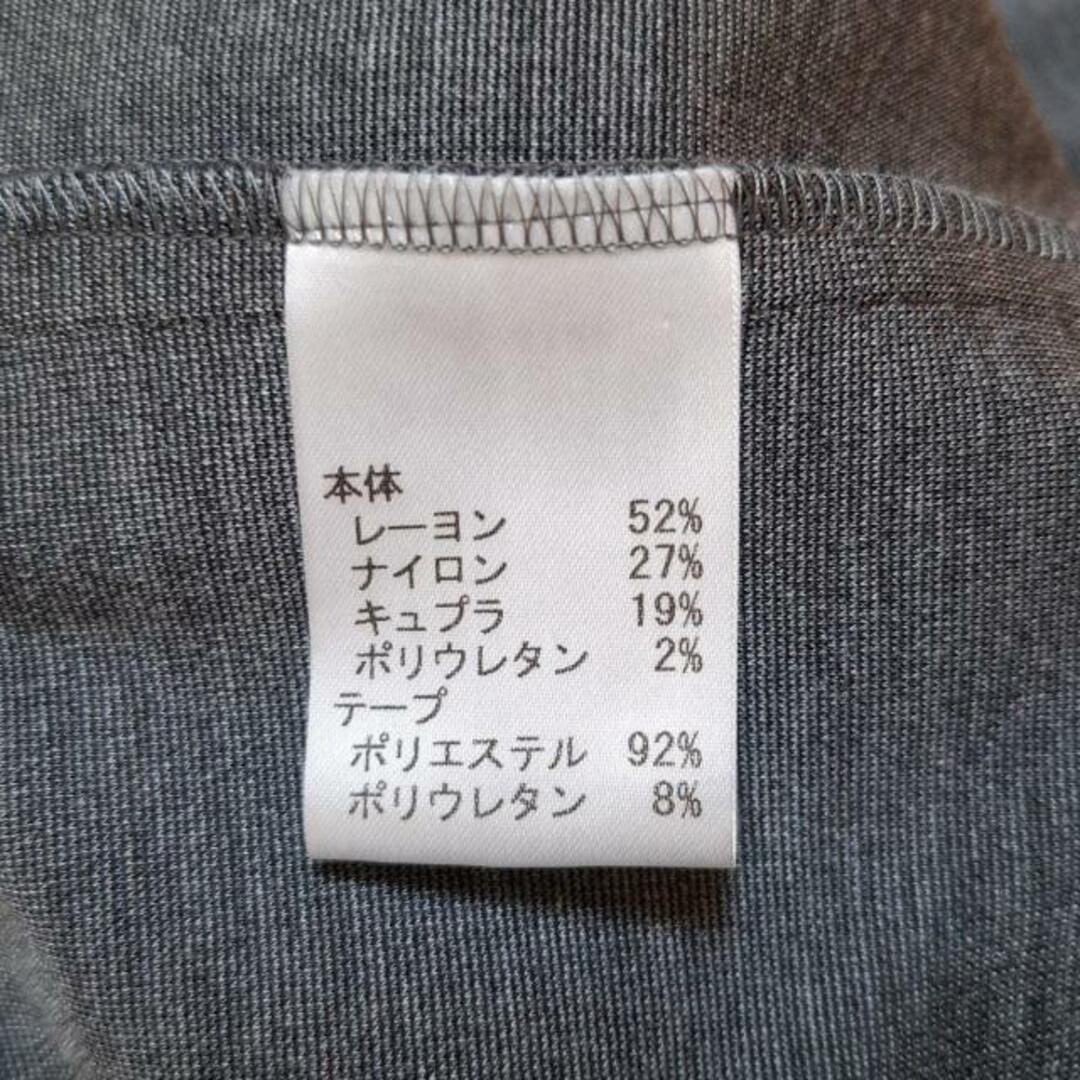 本体
レーヨン 52%
ナイロン 27%
キュプラ 19%
ポリウレタン 2%
テープ
ポリエステル 92%
ポリウレタン 8%